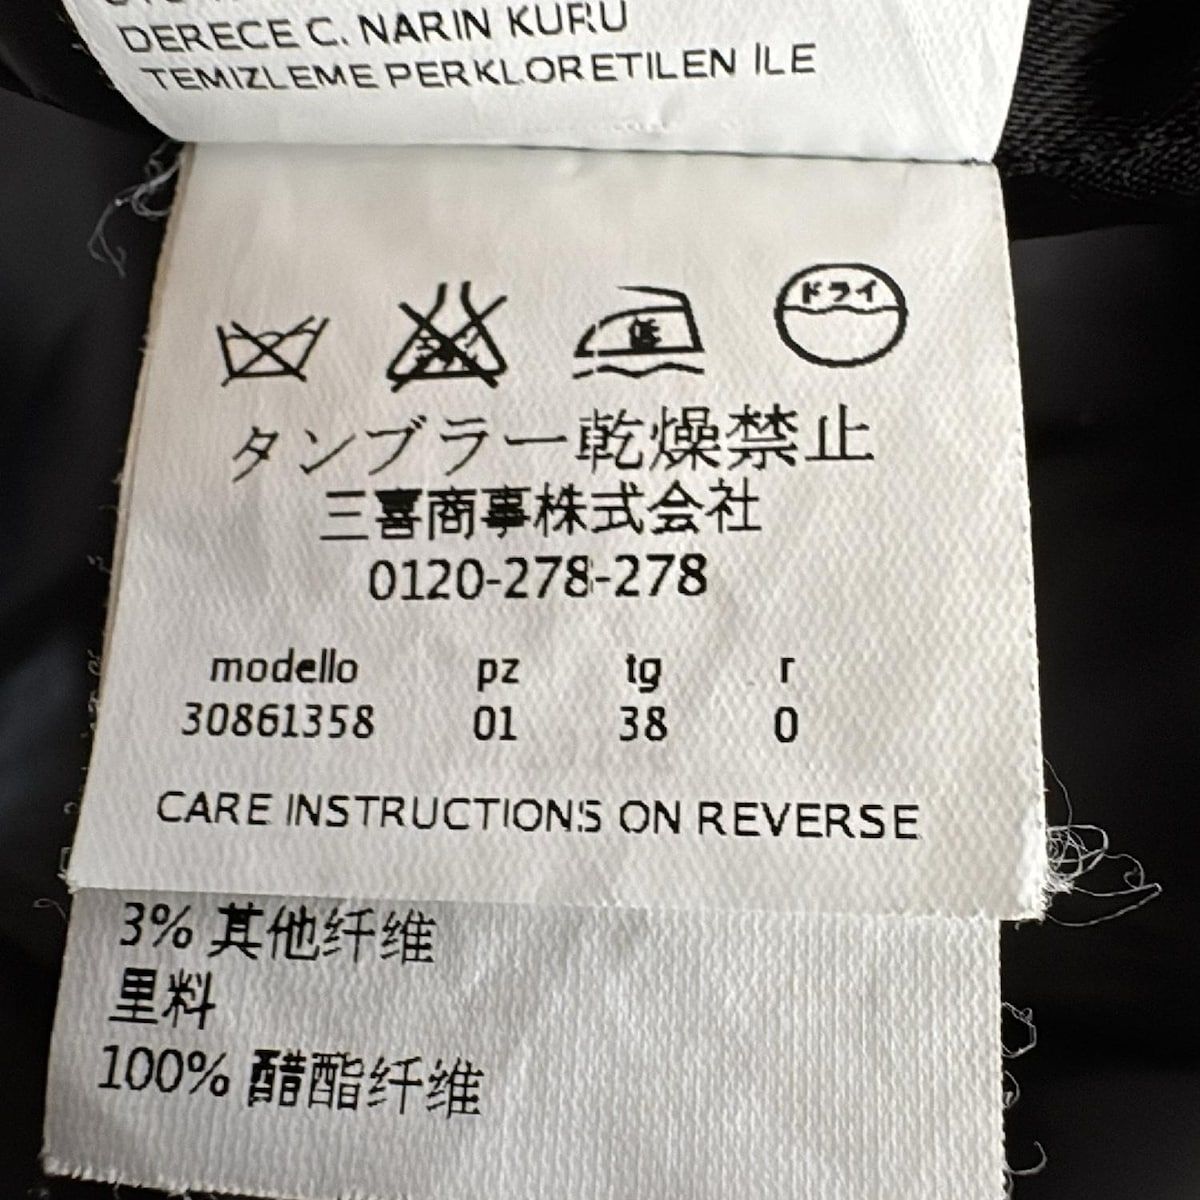 DERECE C. NARIN KURU
TEMIZLEME PERKLORETILEN İLE
ドライ
低
タンブラー乾燥禁止
三喜商事株式会社
0120-278-278
modello pz tg r
30861358 01 38 0
CARE INSTRUCTIONS ON REVERSE
3% 其他纤维
里料
100% 醋酯纤维